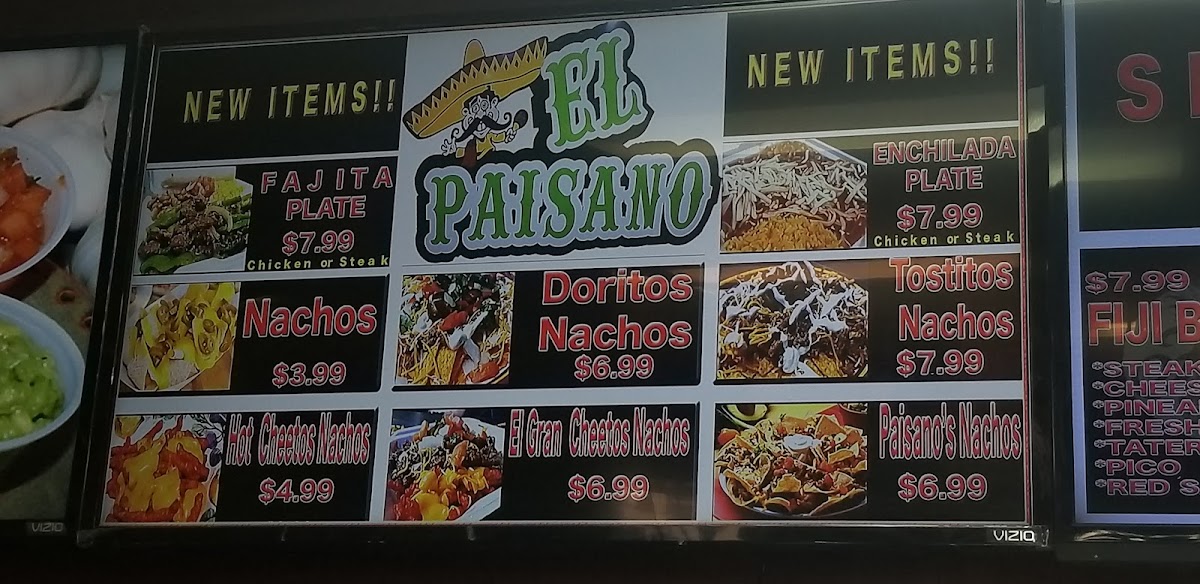 NEW ITEMS!!
EL
PAISANO
NEW ITEMS!!
FAJITA
PLATE
$7.99
Chicken or Steak
ENCHILADA
PLATE
$7.99
Chicken or Steak
Nachos
$3.99
Doritos
Nachos
$6.99
Tostitos
Nachos
$7.99
Hot Cheetos Nachos
$4.99
El Gran Cheetos Nachos
$6.99
Paisano's Nachos
$6.99
VIZIO
VIZIO
S
$7.99
FIJI B
*STEAK
*CHEES
*PINEA
*FRESH
*TATER
*PICO
*RED S